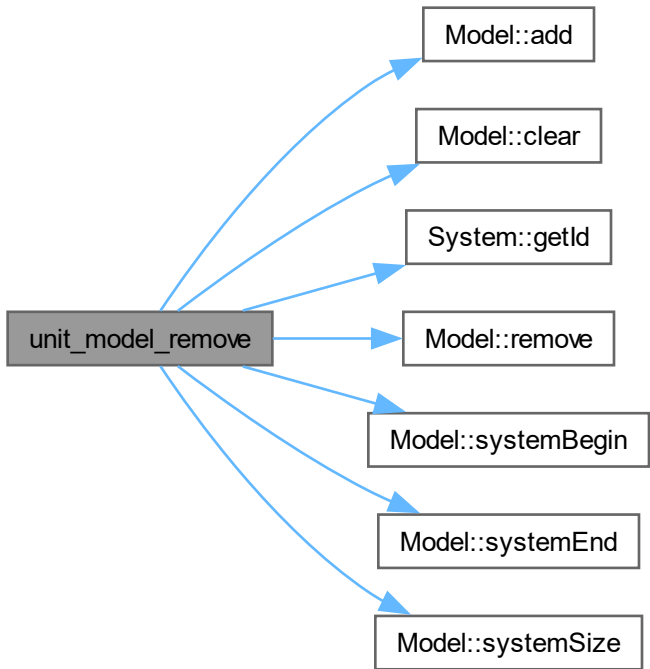 Model::add
Model::clear
System::getId
unit_model_remove
Model::remove
Model::systemBegin
Model::systemEnd
Model::systemSize